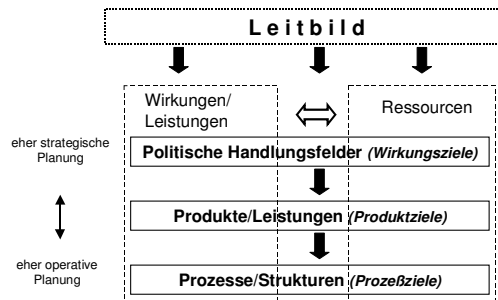 Leitbild
Wirkungen/
Leistungen
Ressourcen
eher strategische
Planung
Politische Handlungsfelder (Wirkungsziele)
Produkte/Leistungen (Produktziele)
eher operative
Planung
Prozesse/Strukturen (Prozeßziele)